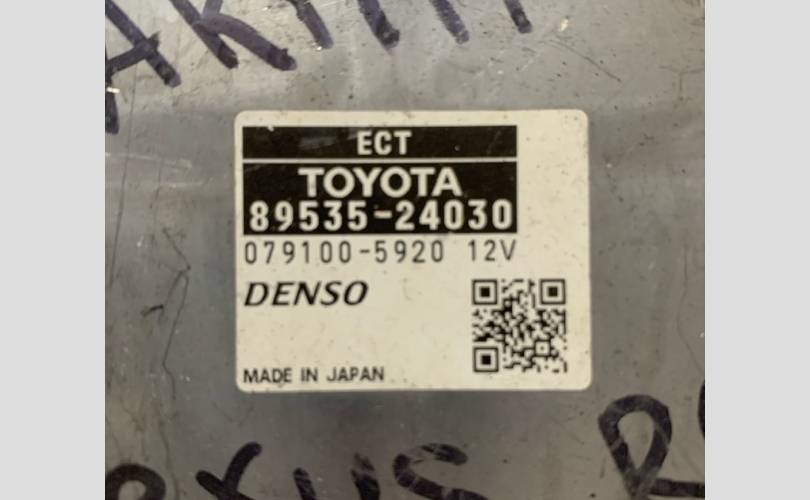 ECT
TOYOTA
89535-24030
079100-5920 12V
DENSO
MADE IN JAPAN